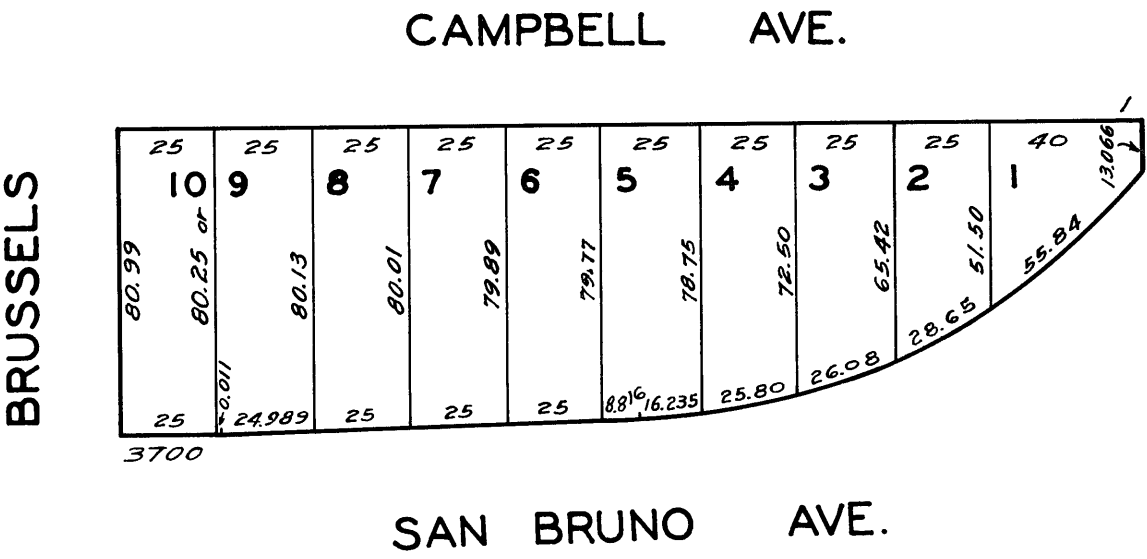 CAMPBELL AVE.
1
25 25 25 25 25 25 25 25 25 40 13.066
10 9 8 7 6 5 4 3 2 1
BRUSSELS
80.99 80.25 or 80.13 80.01 79.89 79.77 78.75 72.50 65.42 51.50 55.84
25 0.011 24.989 25 25 25 8.816 16.235 25.80 26.08 28.65
3700
SAN BRUNO AVE.